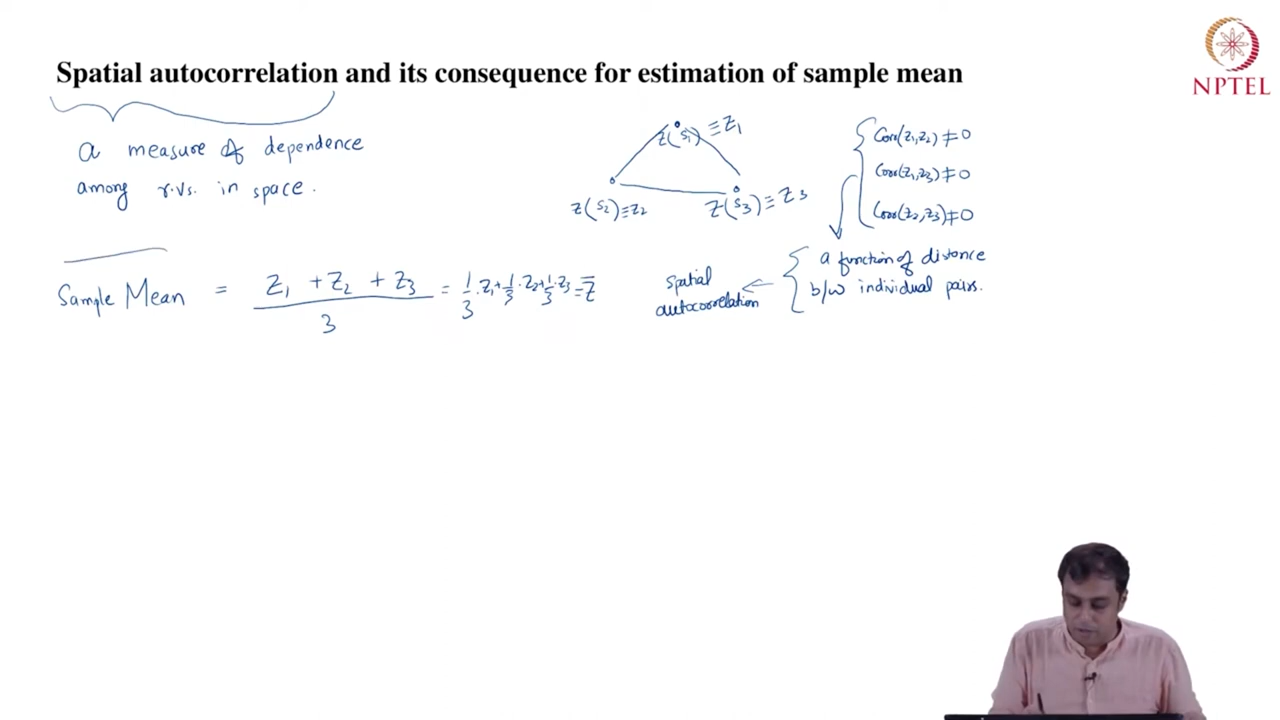 Spatial autocorrelation and its consequence for estimation of sample mean
NPTEL
a measure of dependence
among r.vs. in space.
Z(s₁) ≡ Z₁
Z(s₂) ≡ Z₂
Z(s₃) ≡ Z₃
Corr(Z₁,Z₂) ≠ 0
Corr(Z₁,Z₃) ≠ 0
Corr(Z₂,Z₃) ≠ 0
a function of distance
b/w individual pairs.
spatial
autocorrelation
Sample Mean = (Z₁ + Z₂ + Z₃)/3 = 1/3 · Z₁ + 1/3 · Z₂ + 1/3 · Z₃ = Z̄